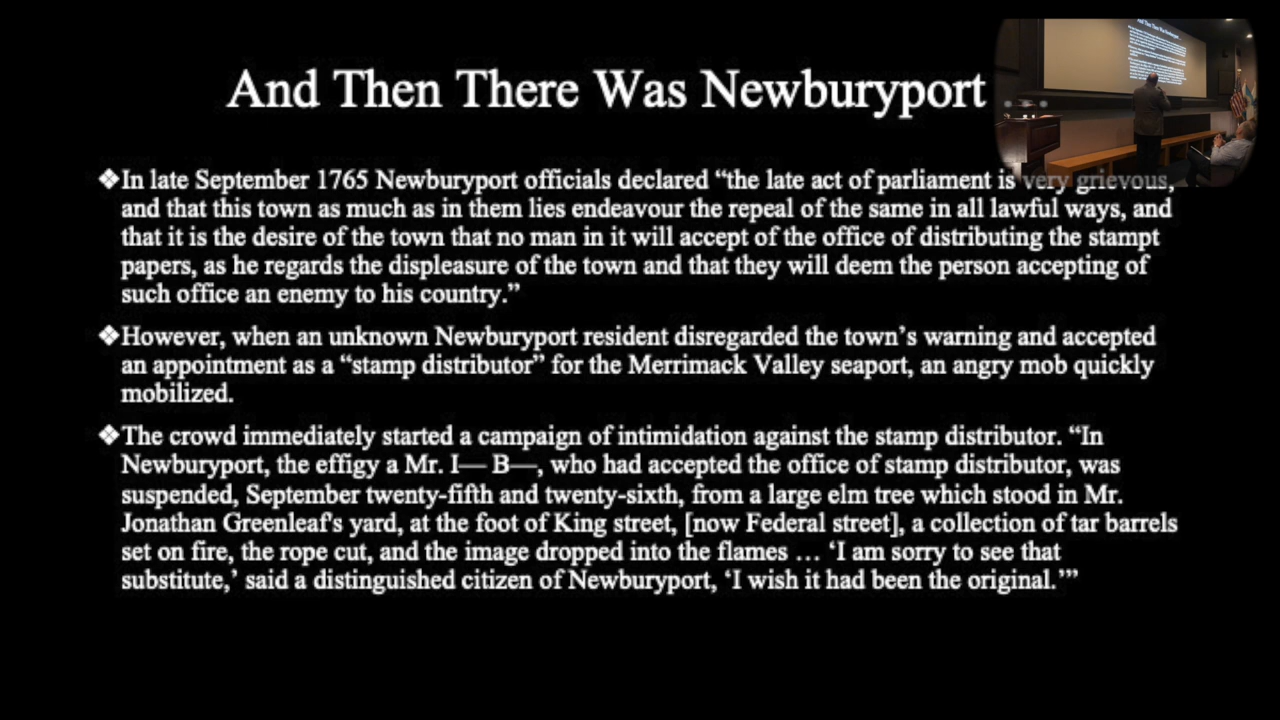 And Then There Was Newburyport
❖In late September 1765 Newburyport officials declared “the late act of parliament is very grievous,
and that this town as much as in them lies endeavour the repeal of the same in all lawful ways, and
that it is the desire of the town that no man in it will accept of the office of distributing the stampt
papers, as he regards the displeasure of the town and that they will deem the person accepting of
such office an enemy to his country.”
❖However, when an unknown Newburyport resident disregarded the town’s warning and accepted
an appointment as a “stamp distributor” for the Merrimack Valley seaport, an angry mob quickly
mobilized.
❖The crowd immediately started a campaign of intimidation against the stamp distributor. “In
Newburyport, the effigy a Mr. I— B—, who had accepted the office of stamp distributor, was
suspended, September twenty-fifth and twenty-sixth, from a large elm tree which stood in Mr.
Jonathan Greenleaf's yard, at the foot of King street, [now Federal street], a collection of tar barrels
set on fire, the rope cut, and the image dropped into the flames … ‘I am sorry to see that
substitute,’ said a distinguished citizen of Newburyport, ‘I wish it had been the original.’”